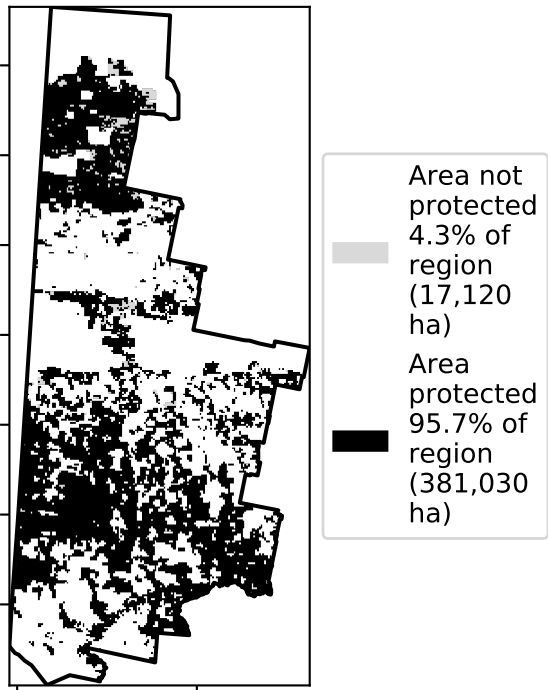 Area not
protected
4.3% of
region
(17,120
ha)
Area
protected
95.7% of
region
(381,030
ha)